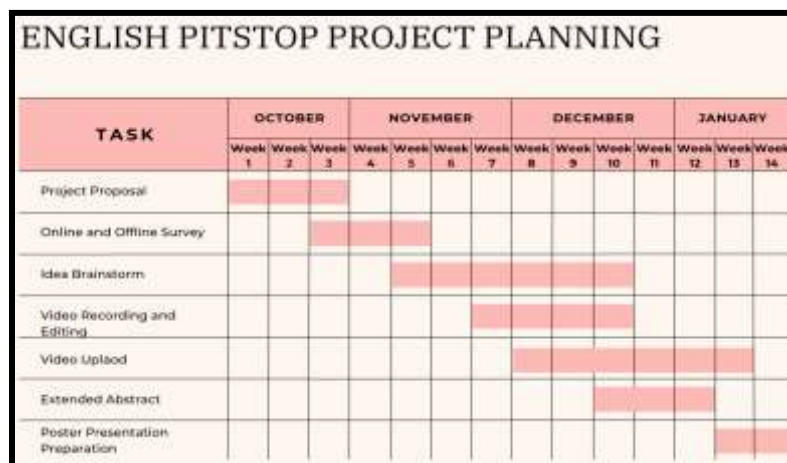 ENGLISH PITSTOP PROJECT PLANNING
TASK
OCTOBER NOVEMBER DECEMBER JANUARY
Week Week Week Week Week Week Week Week Week Week Week Week Week Week
1 2 3 4 5 6 7 8 9 10 11 12 13 14
Project Proposal
Online and Offline Survey
Idea Brainstorm
Video Recording and
Editing
Video Uplaod
Extended Abstract
Poster Presentation
Preparation